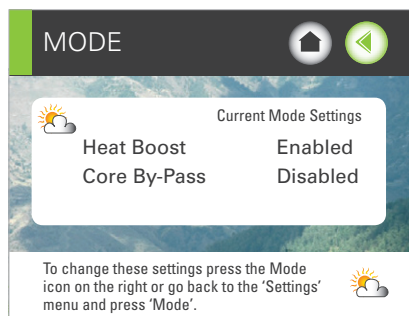 MODE
Current Mode Settings
Heat Boost Enabled
Core By-Pass Disabled
To change these settings press the Mode
icon on the right or go back to the 'Settings'
menu and press 'Mode'.